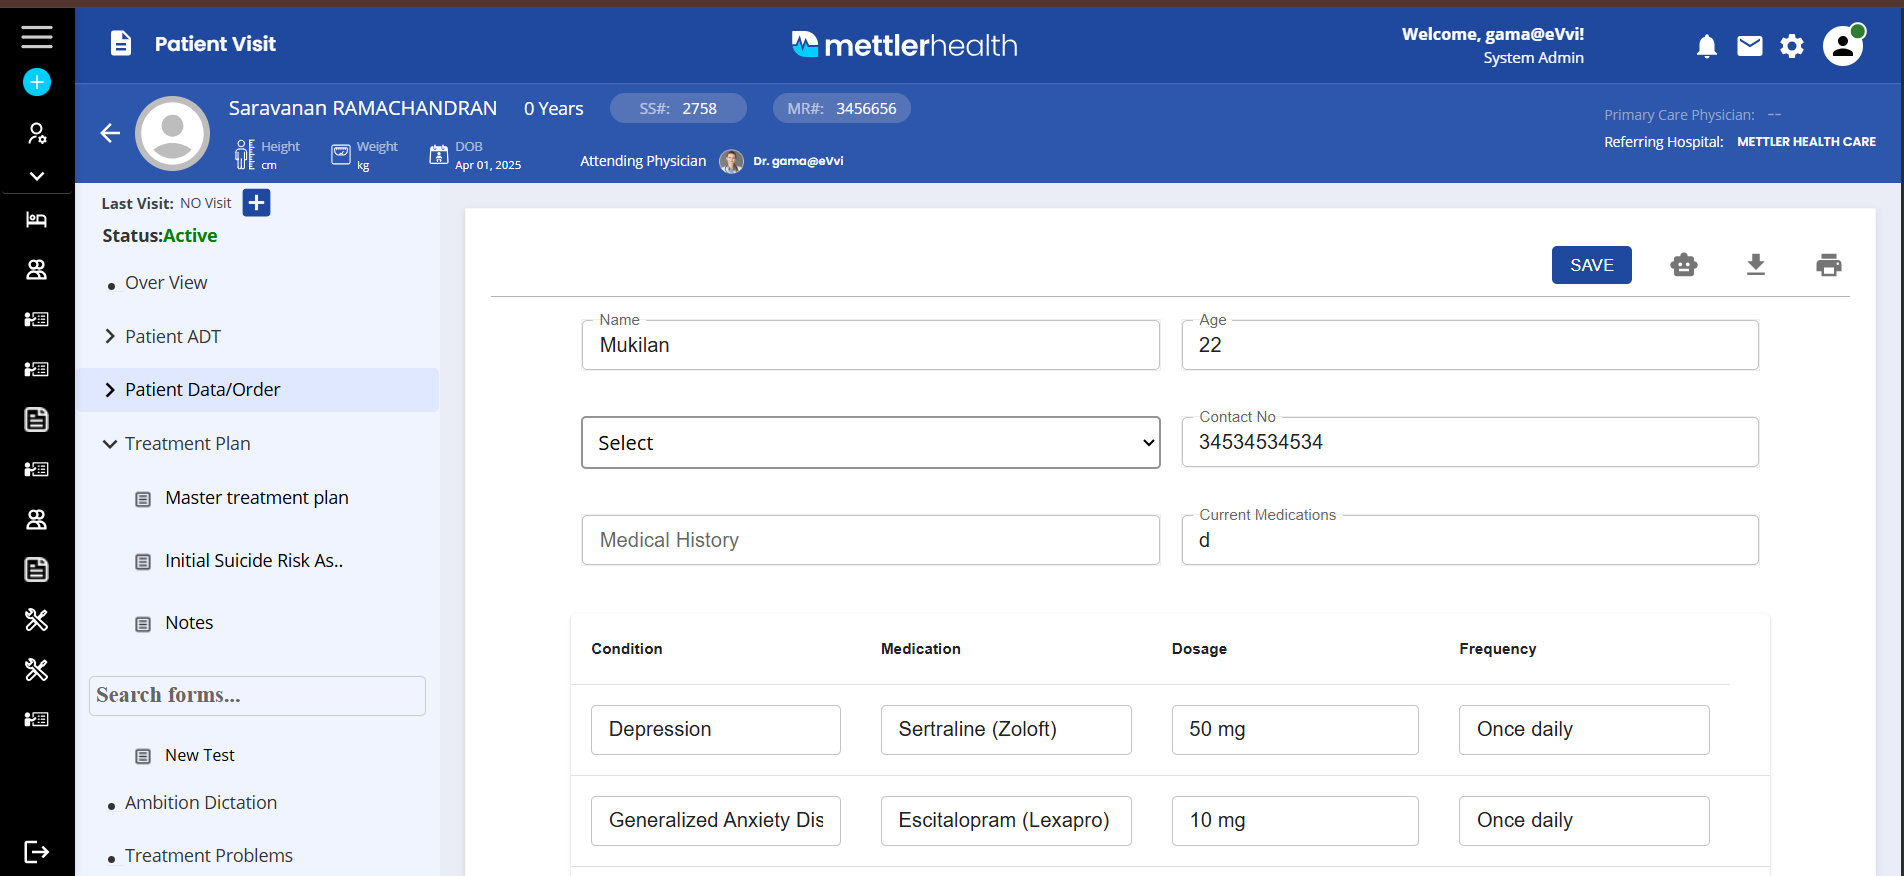 Patient Visit
mettlerhealth
Welcome, gama@eVvi!
System Admin
Saravanan RAMACHANDRAN
0 Years
SS#: 2758
MR#: 3456656
Height
cm
Weight
kg
DOB
Apr 01, 2025
Attending Physician
Dr. gama@eVvi
Primary Care Physician: --
Referring Hospital: METTLER HEALTH CARE
Last Visit: NO Visit
Status:Active
Over View
Patient ADT
Patient Data/Order
Treatment Plan
Master treatment plan
Initial Suicide Risk As..
Notes
Search forms...
New Test
Ambition Dictation
Treatment Problems
SAVE
Name
Mukilan
Age
22
Select
Contact No
34534534534
Medical History
Current Medications
d
Condition Medication Dosage Frequency
Depression Sertraline (Zoloft) 50 mg Once daily
Generalized Anxiety Dis Escitalopram (Lexapro) 10 mg Once daily